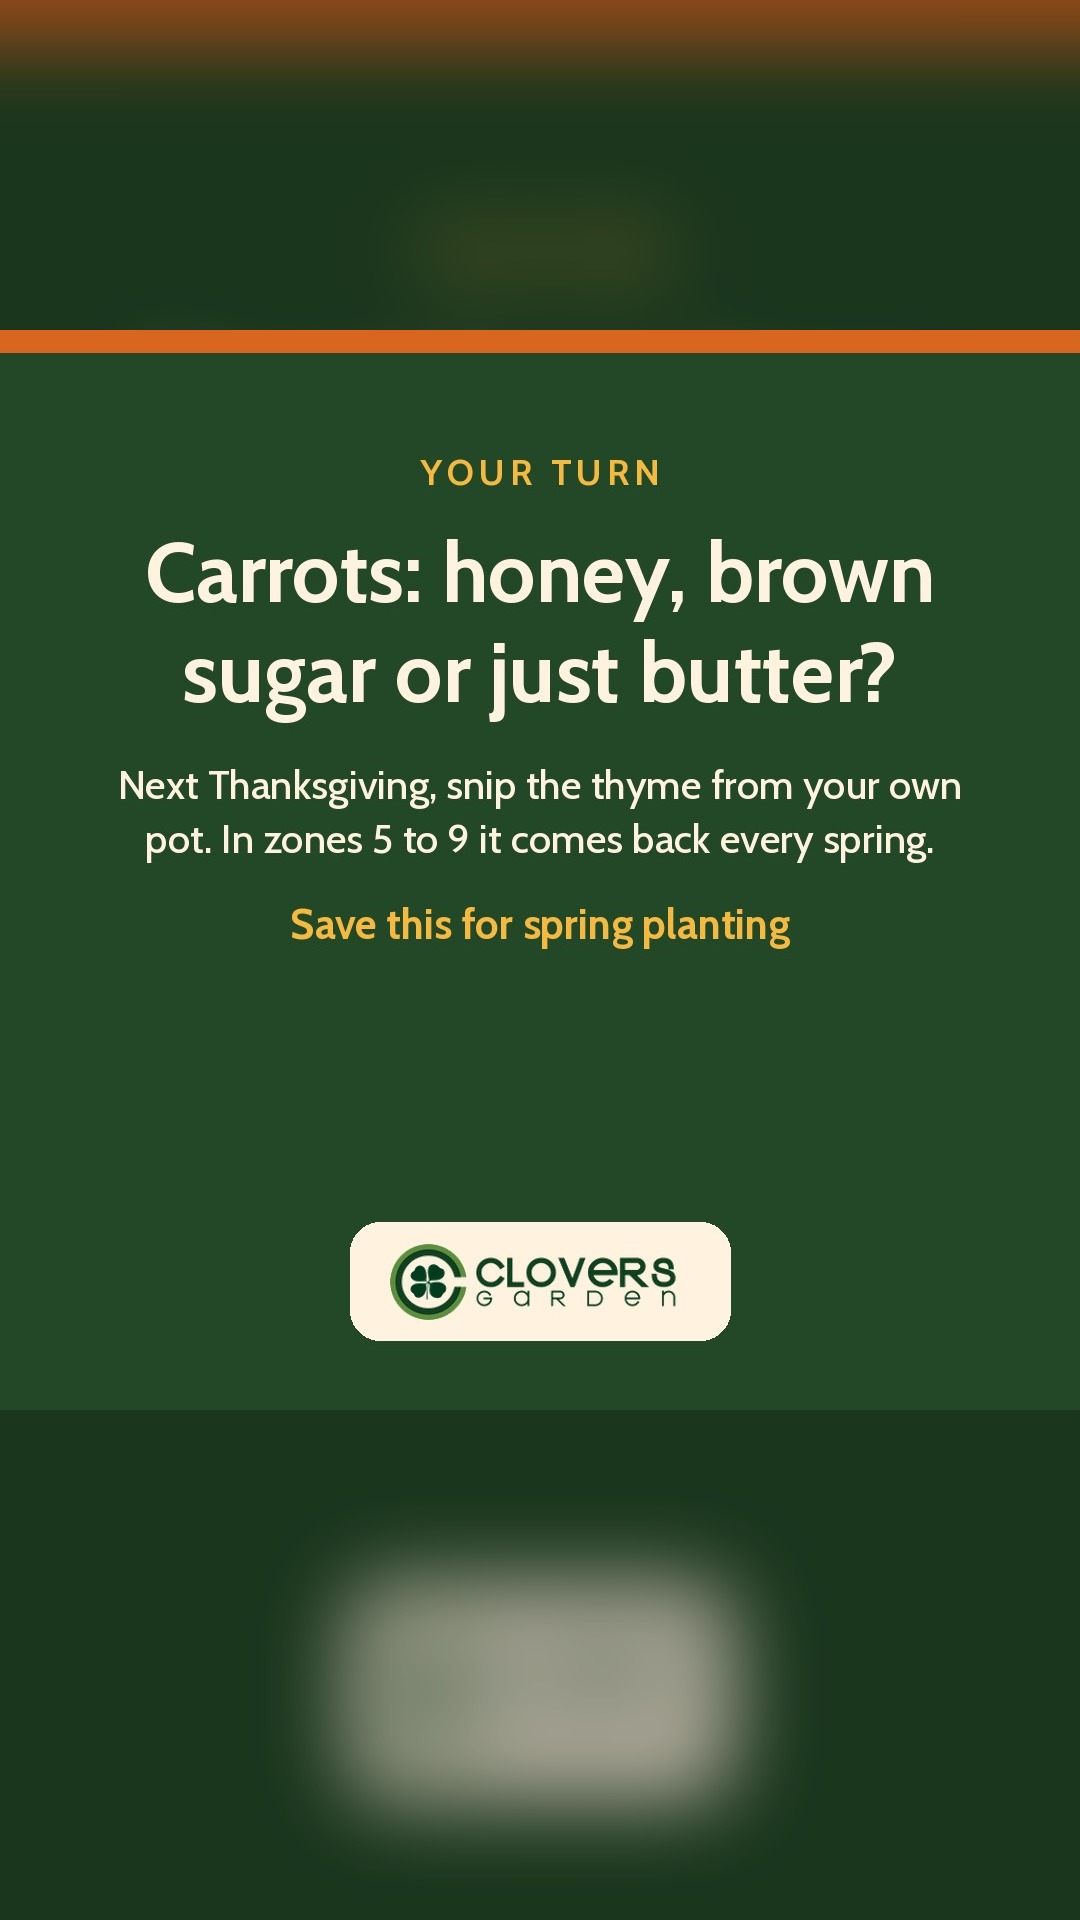 YOUR TURN
Carrots: honey, brown
sugar or just butter?
Next Thanksgiving, snip the thyme from your own
pot. In zones 5 to 9 it comes back every spring.
Save this for spring planting
CLOVERS
GARDEN